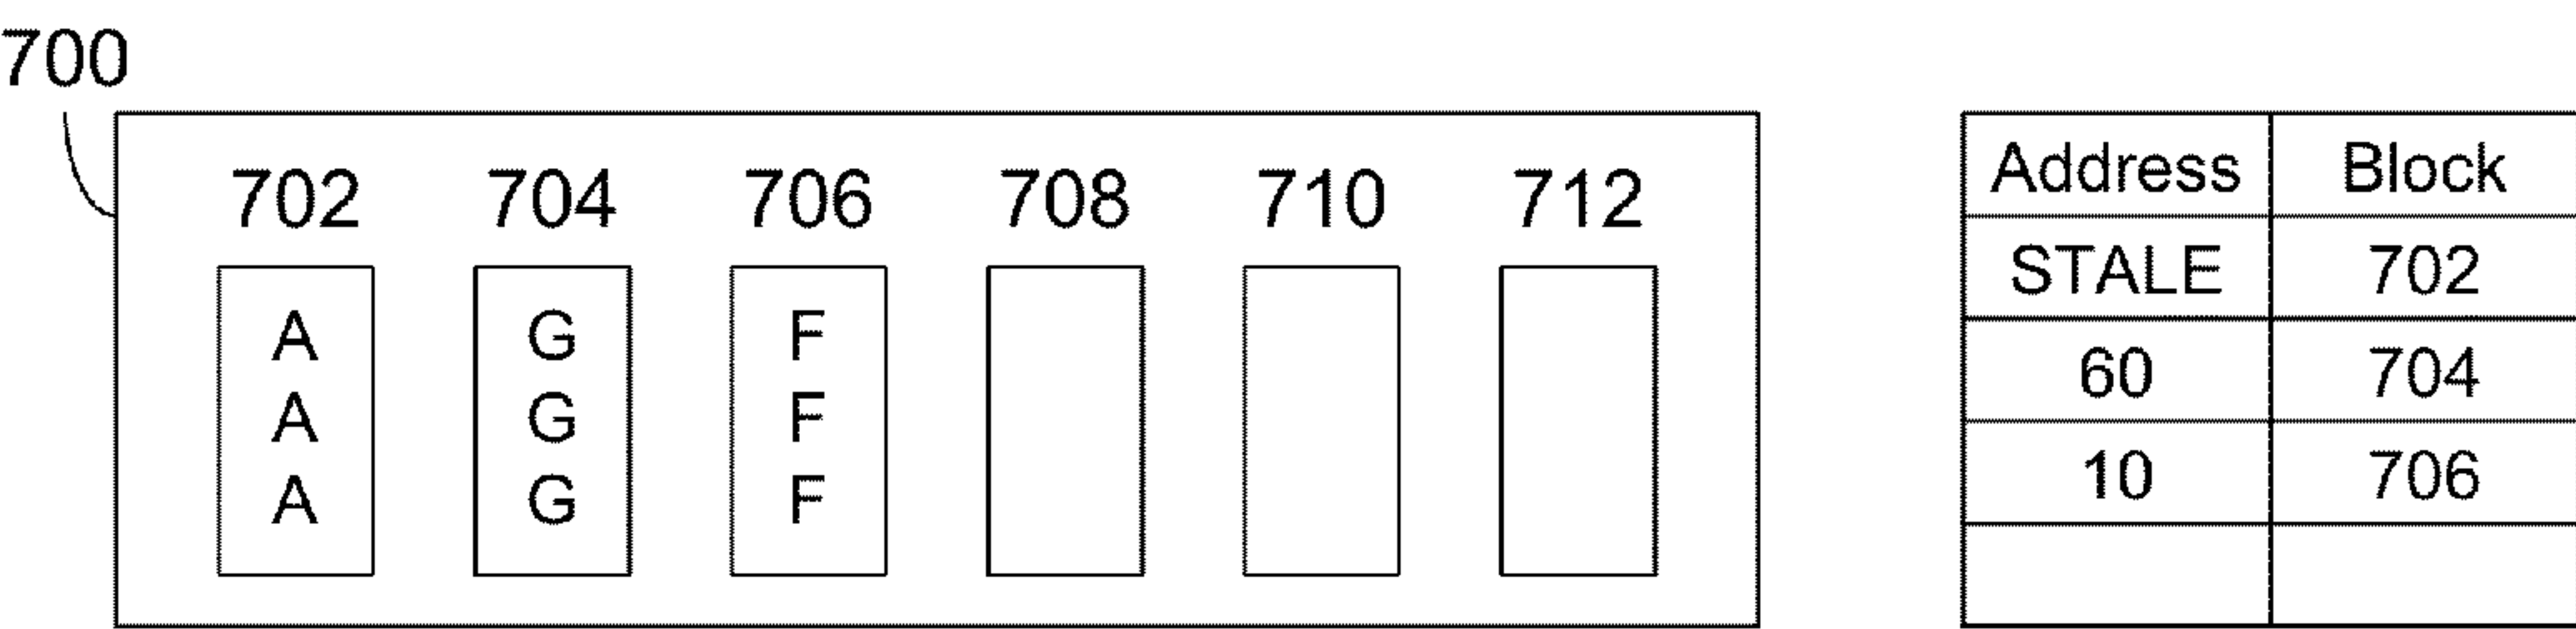 700
702 704 706 708 710 712
A G F
A G F
A G F
Address Block
STALE 702
60 704
10 706